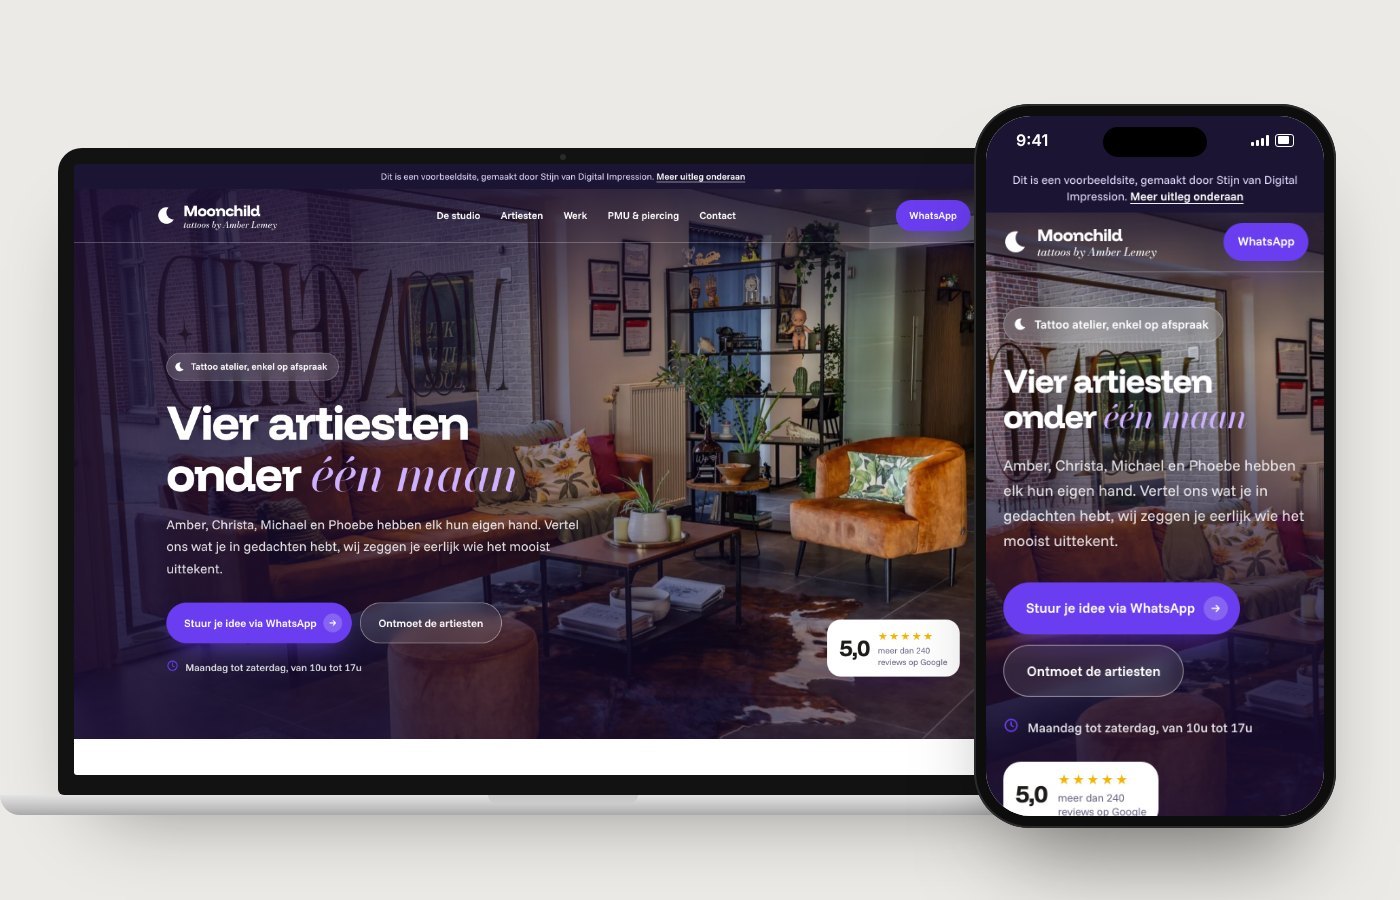 Dit is een voorbeeldsite, gemaakt door Stijn van Digital Impression. Meer uitleg onderaan
Moonchild
tattoos by Amber Lemey
De studio
Artiesten
Werk
PMU & piercing
Contact
WhatsApp
Tattoo atelier, enkel op afspraak
Vier artiesten
onder één maan
Amber, Christa, Michael en Phoebe hebben elk hun eigen hand. Vertel
ons wat je in gedachten hebt, wij zeggen je eerlijk wie het mooist
uittekent.
Stuur je idee via WhatsApp
Ontmoet de artiesten
Maandag tot zaterdag, van 10u tot 17u
5,0
meer dan 240
reviews op Google
9:41
Dit is een voorbeeldsite, gemaakt door Stijn van Digital
Impression. Meer uitleg onderaan
Moonchild
tattoos by Amber Lemey
WhatsApp
Tattoo atelier, enkel op afspraak
Vier artiesten
onder één maan
Amber, Christa, Michael en Phoebe hebben
elk hun eigen hand. Vertel ons wat je in
gedachten hebt, wij zeggen je eerlijk wie het
mooist uittekent.
Stuur je idee via WhatsApp
Ontmoet de artiesten
Maandag tot zaterdag, van 10u tot 17u
5,0
meer dan 240
reviews op Google